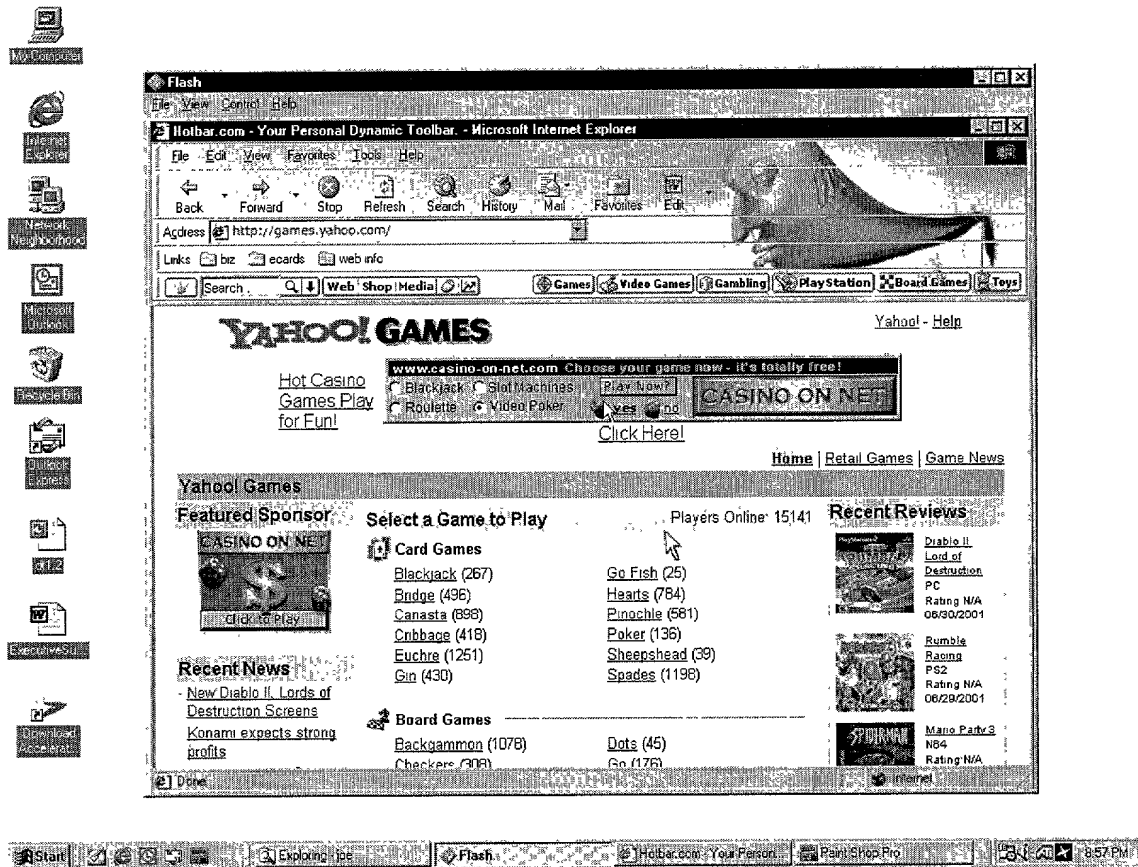 My Computer
Internet
Explorer
Network
Neighborhood
Microsoft
Outlook
Recycle Bin
Outlook
Express
Download
Accelerat...
Flash
File View Control Help
Hotbar.com - Your Personal Dynamic Toolbar. - Microsoft Internet Explorer
File Edit View Favorites Tools Help
Back Forward Stop Refresh Search History Mail Favorites Edit
Address http://games.yahoo.com/
Links biz ecards web info
Search Web Shop Media Games Video Games Gambling PlayStation Board Games Toys
YAHOO! GAMES
Yahoo! - Help
Hot Casino
Games Play
for Fun!
www.casino-on-net.com Choose your game now - it's totally free!
Blackjack Slot Machines Play Now?
Roulette Video Poker yes no
CASINO ON NET
Click Here!
Home | Retail Games | Game News
Yahoo! Games
Featured Sponsor
CASINO ON NET
$
Click to Play
Recent News
- New Diablo II, Lords of
Destruction Screens
Konami expects strong
profits
Select a Game to Play
Players Online: 15141
Card Games
Blackjack (267)
Bridge (496)
Canasta (898)
Cribbage (418)
Euchre (1251)
Gin (430)
Go Fish (25)
Hearts (784)
Pinochle (581)
Poker (136)
Sheepshead (39)
Spades (1198)
Board Games
Backgammon (1078)
Checkers (308)
Dots (45)
Go (176)
Recent Reviews
Diablo II
Lord of
Destruction
PC
Rating N/A
06/30/2001
Rumble
Racing
PS2
Rating N/A
06/29/2001
SPIDER-MAN
Mario Party 3
N64
Rating N/A
Done
Internet
Start Exploring - joe Flash Hotbar.com - Your Person... Paint Shop Pro 8:57 PM